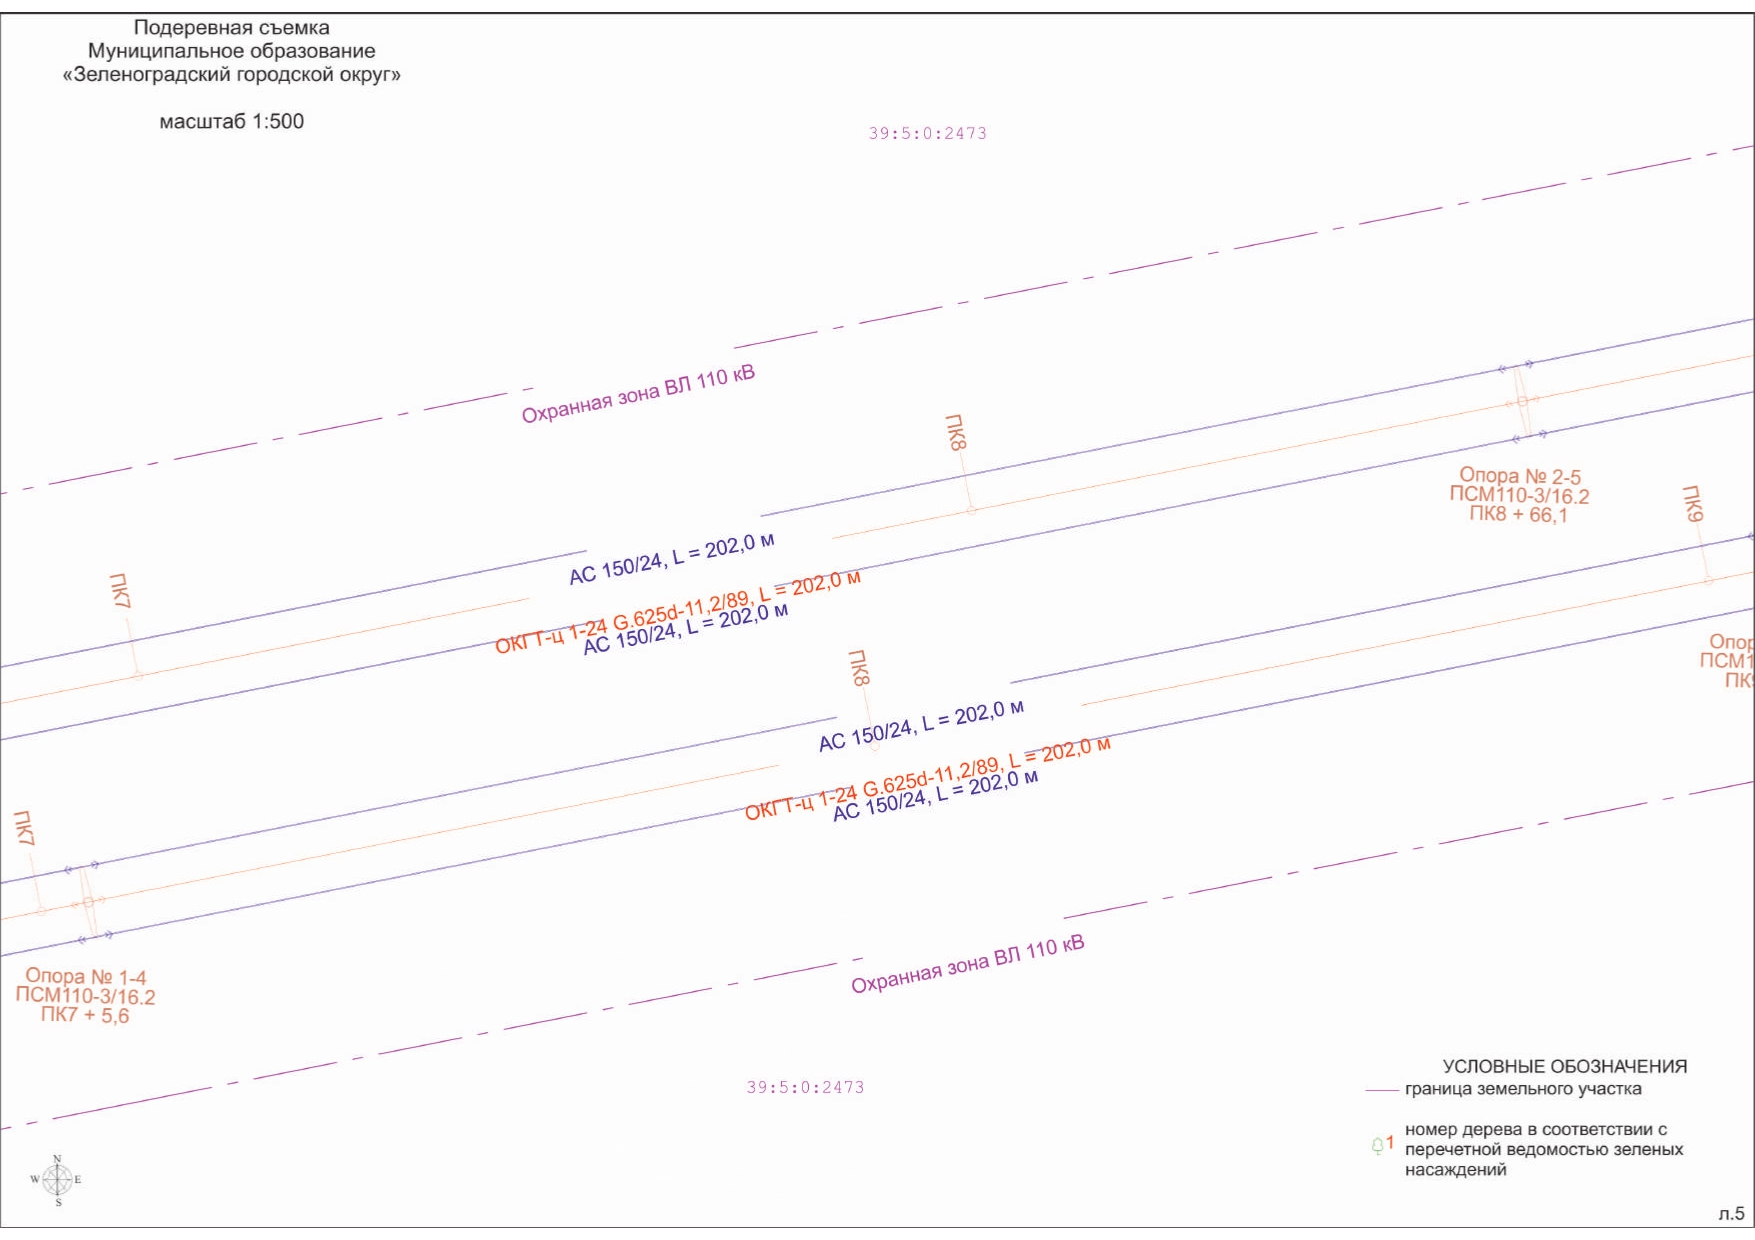 Подеревная съемка
Муниципальное образование
«Зеленоградский городской округ»
масштаб 1:500
39:5:0:2473
Охранная зона ВЛ 110 кВ
ПК8
Опора № 2-5
ПСМ110-3/16.2
ПК8 + 66,1
ПК9
АС 150/24, L = 202,0 м
ПК7
ОКГТ-ц 1-24 G.625d-11,2/89, L = 202,0 м
АС 150/24, L = 202,0 м
ПК8
АС 150/24, L = 202,0 м
ОКГТ-ц 1-24 G.625d-11,2/89, L = 202,0 м
АС 150/24, L = 202,0 м
ПК7
Охранная зона ВЛ 110 кВ
Опора № 1-4
ПСМ110-3/16.2
ПК7 + 5,6
39:5:0:2473
УСЛОВНЫЕ ОБОЗНАЧЕНИЯ
граница земельного участка
1 номер дерева в соответствии с
перечетной ведомостью зеленых
насаждений
N
W E
S
л.5